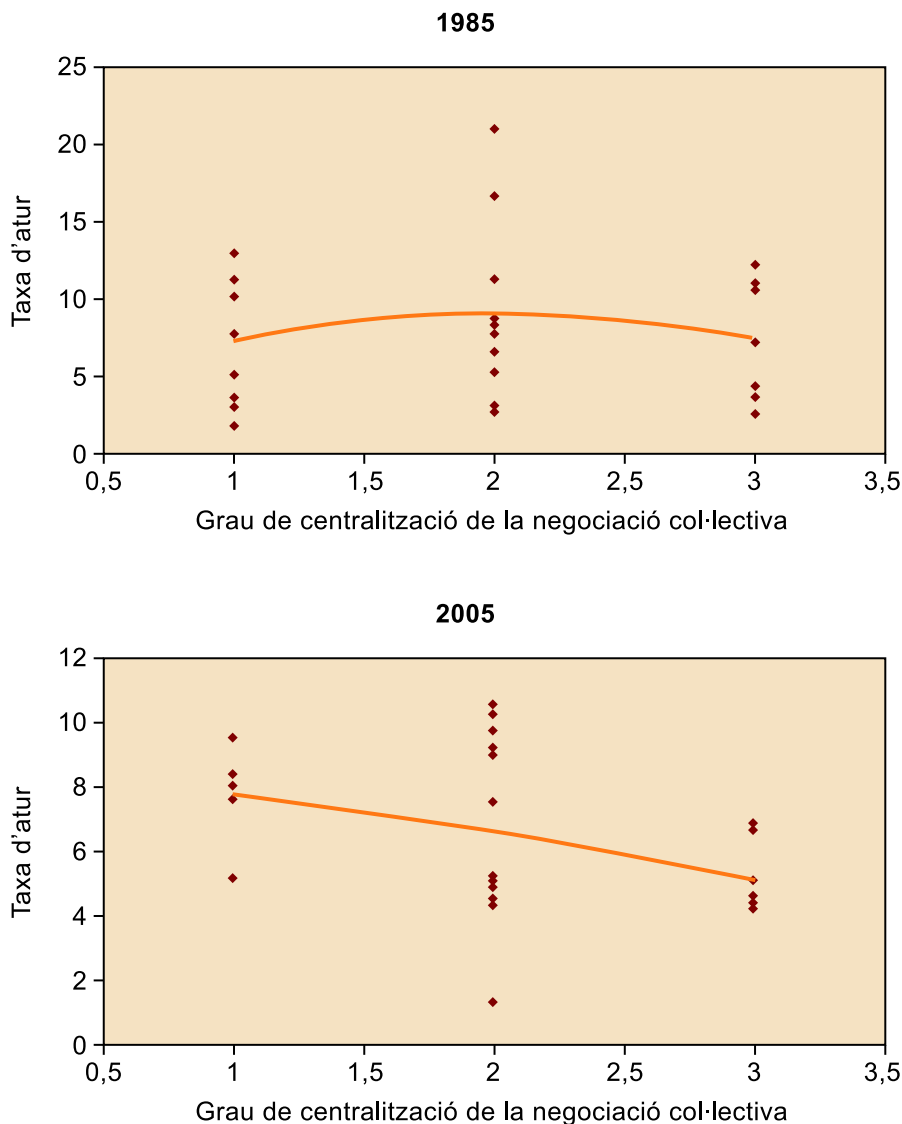 1985
25
20
15
10
5
0
Taxa d'atur
0,5 1 1,5 2 2,5 3 3,5
Grau de centralització de la negociació col·lectiva
2005
12
10
8
6
4
2
0
Taxa d'atur
0,5 1 1,5 2 2,5 3 3,5
Grau de centralització de la negociació col·lectiva